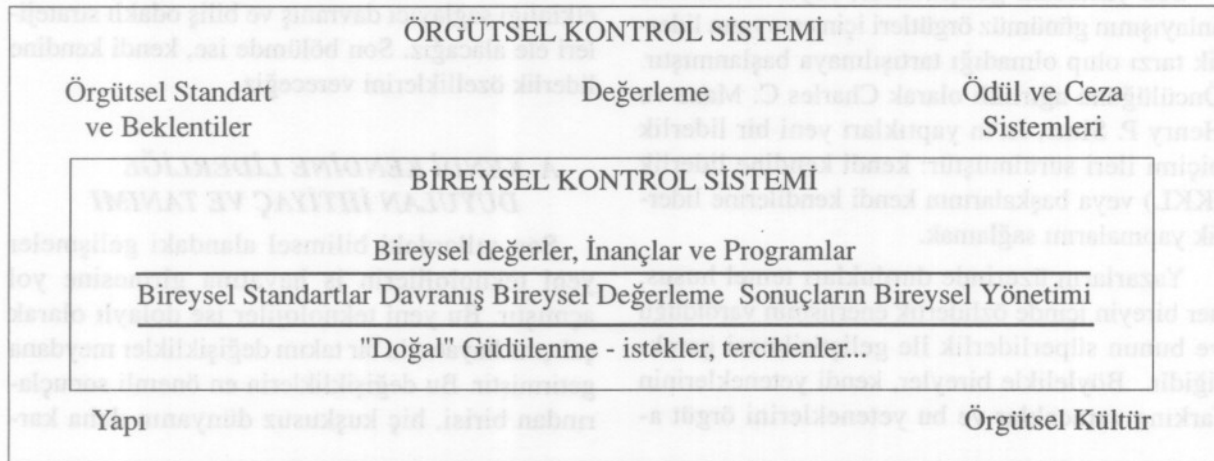 ÖRGÜTSEL KONTROL SİSTEMİ
Örgütsel Standart Değerleme Ödül ve Ceza
ve Beklentiler Sistemleri
BİREYSEL KONTROL SİSTEMİ
Bireysel değerler, İnançlar ve Programlar
Bireysel Standartlar Davranış Bireysel Değerleme Sonuçların Bireysel Yönetimi
"Doğal" Güdülenme - istekler, tercihenler...
Yapı Örgütsel Kültür